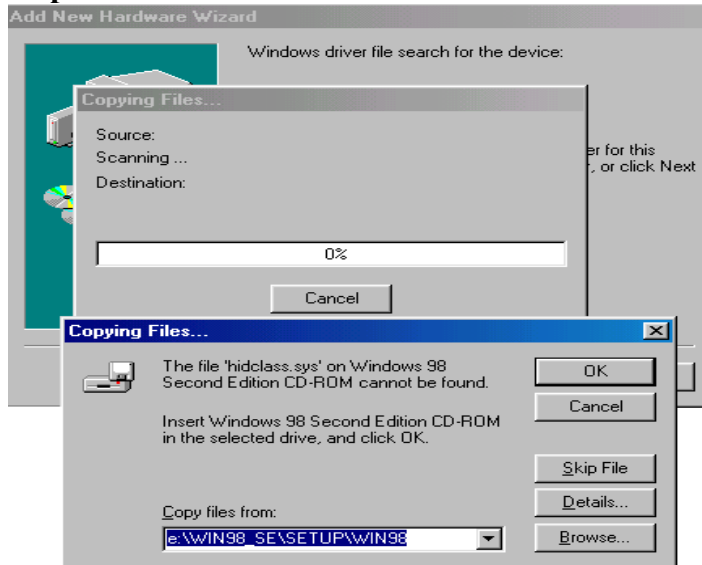 Add New Hardware Wizard
Windows driver file search for the device:
Copying Files...
Source:
Scanning ...
Destination:
er for this
, or click Next
0%
Cancel
Copying Files...
The file 'hidclass.sys' on Windows 98
Second Edition CD-ROM cannot be found.
Insert Windows 98 Second Edition CD-ROM
in the selected drive, and click OK.
Copy files from:
e:\WIN98_SE\SETUP\WIN98
OK
Cancel
Skip File
Details...
Browse...